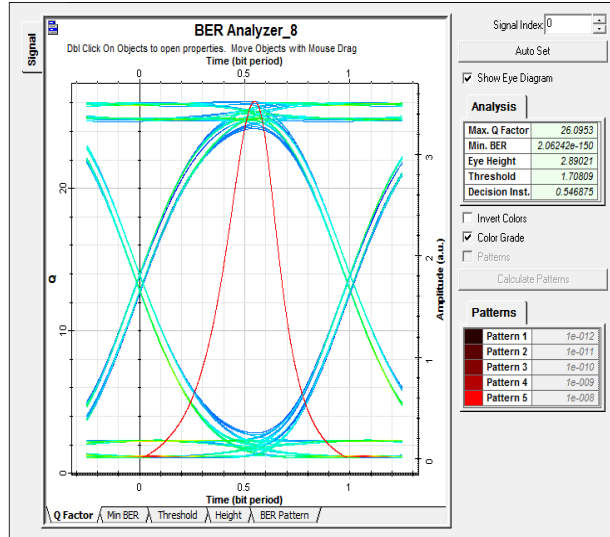 Signal
BER Analyzer_8
Dbl Click On Objects to open properties. Move Objects with Mouse Drag
Time (bit period)
0 0.5 1
20
10
0
Q
3
2
1
0
Amplitude (a.u.)
0 0.5 1
Time (bit period)
Q Factor Min BER Threshold Height BER Pattern
Signal Index: 0
Auto Set
Show Eye Diagram
Analysis
Max. Q Factor 26.0953
Min. BER 2.06242e-150
Eye Height 2.89021
Threshold 1.70809
Decision Inst. 0.546875
Invert Colors
Color Grade
Patterns
Calculate Patterns
Patterns
Pattern 1 1e-012
Pattern 2 1e-011
Pattern 3 1e-010
Pattern 4 1e-009
Pattern 5 1e-008